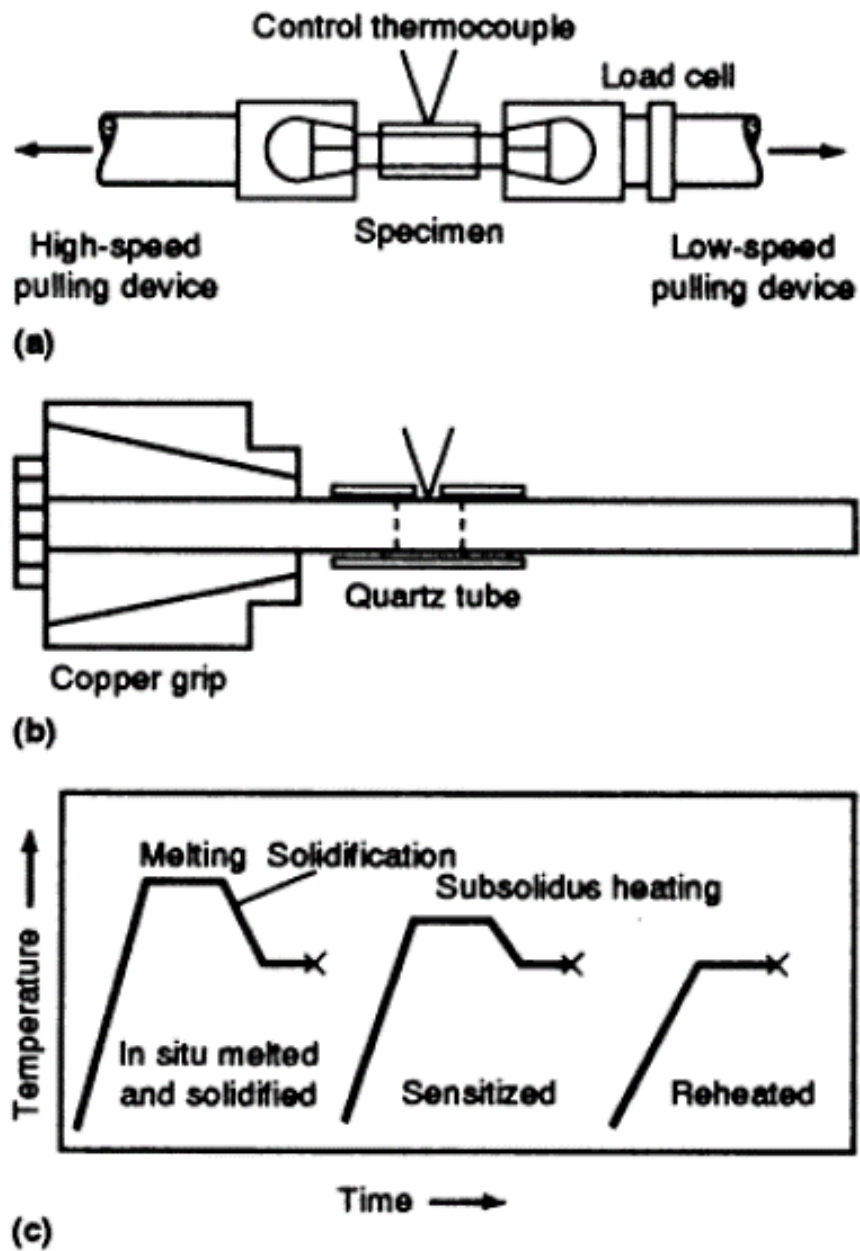 Control thermocouple
Load cell
Specimen
High-speed
pulling device
Low-speed
pulling device
(a)
Quartz tube
Copper grip
(b)
Melting Solidification
Subsolidus heating
Temperature
In situ melted
and solidified
Sensitized
Reheated
Time
(c)